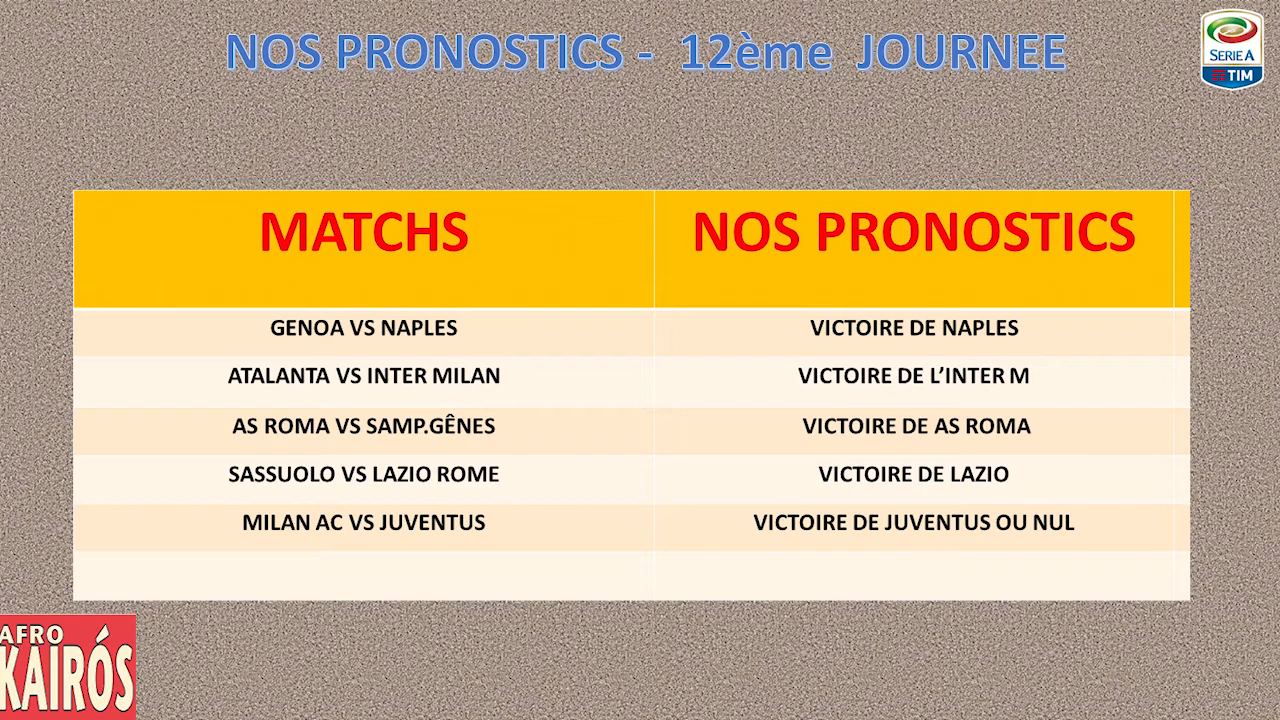 NOS PRONOSTICS - 12ème JOURNEE
SERIE A
TIM
MATCHS
NOS PRONOSTICS
GENOA VS NAPLES
VICTOIRE DE NAPLES
ATALANTA VS INTER MILAN
VICTOIRE DE L’INTER M
AS ROMA VS SAMP.GÊNES
VICTOIRE DE AS ROMA
SASSUOLO VS LAZIO ROME
VICTOIRE DE LAZIO
MILAN AC VS JUVENTUS
VICTOIRE DE JUVENTUS OU NUL
AFRO
KAIRÓS